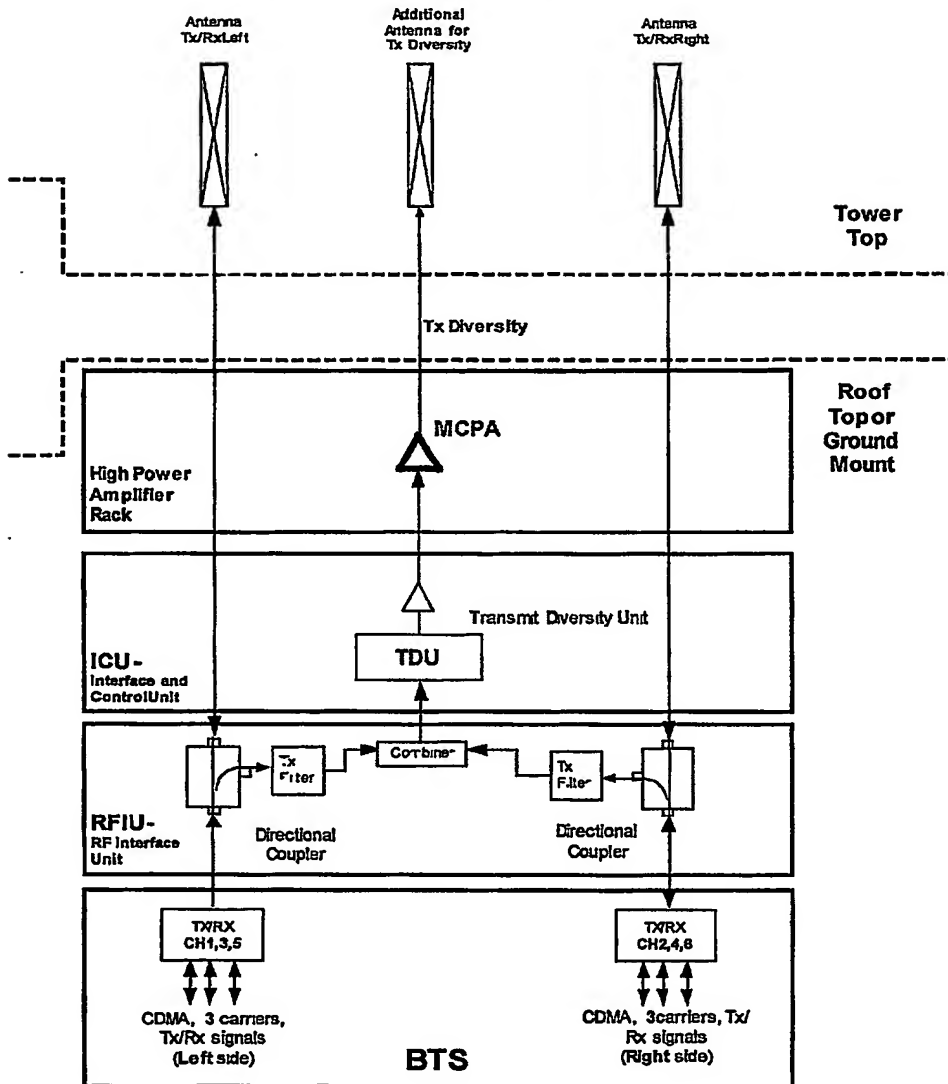 Antenna
Tx/RxLeft
Additional
Antenna for
Tx Diversity
Antenna
Tx/RxRight
Tower
Top
Tx Diversity
Roof
Topor
Ground
Mount
MCPA
High Power
Amplifier
Rack
Transmt Diversity Unit
TDU
ICU-
Interface and
ControlUnit
Combiner
Tx
Filter
Tx
Filter
RFIU-
RF Interface
Unit
Directional
Coupler
Directional
Coupler
TX/RX
CH1,3,5
TX/RX
CH2,4,6
CDMA, 3 carriers,
Tx/Rx signals
(Left side)
CDMA, 3carriers, Tx/
Rx signals
(Right side)
BTS